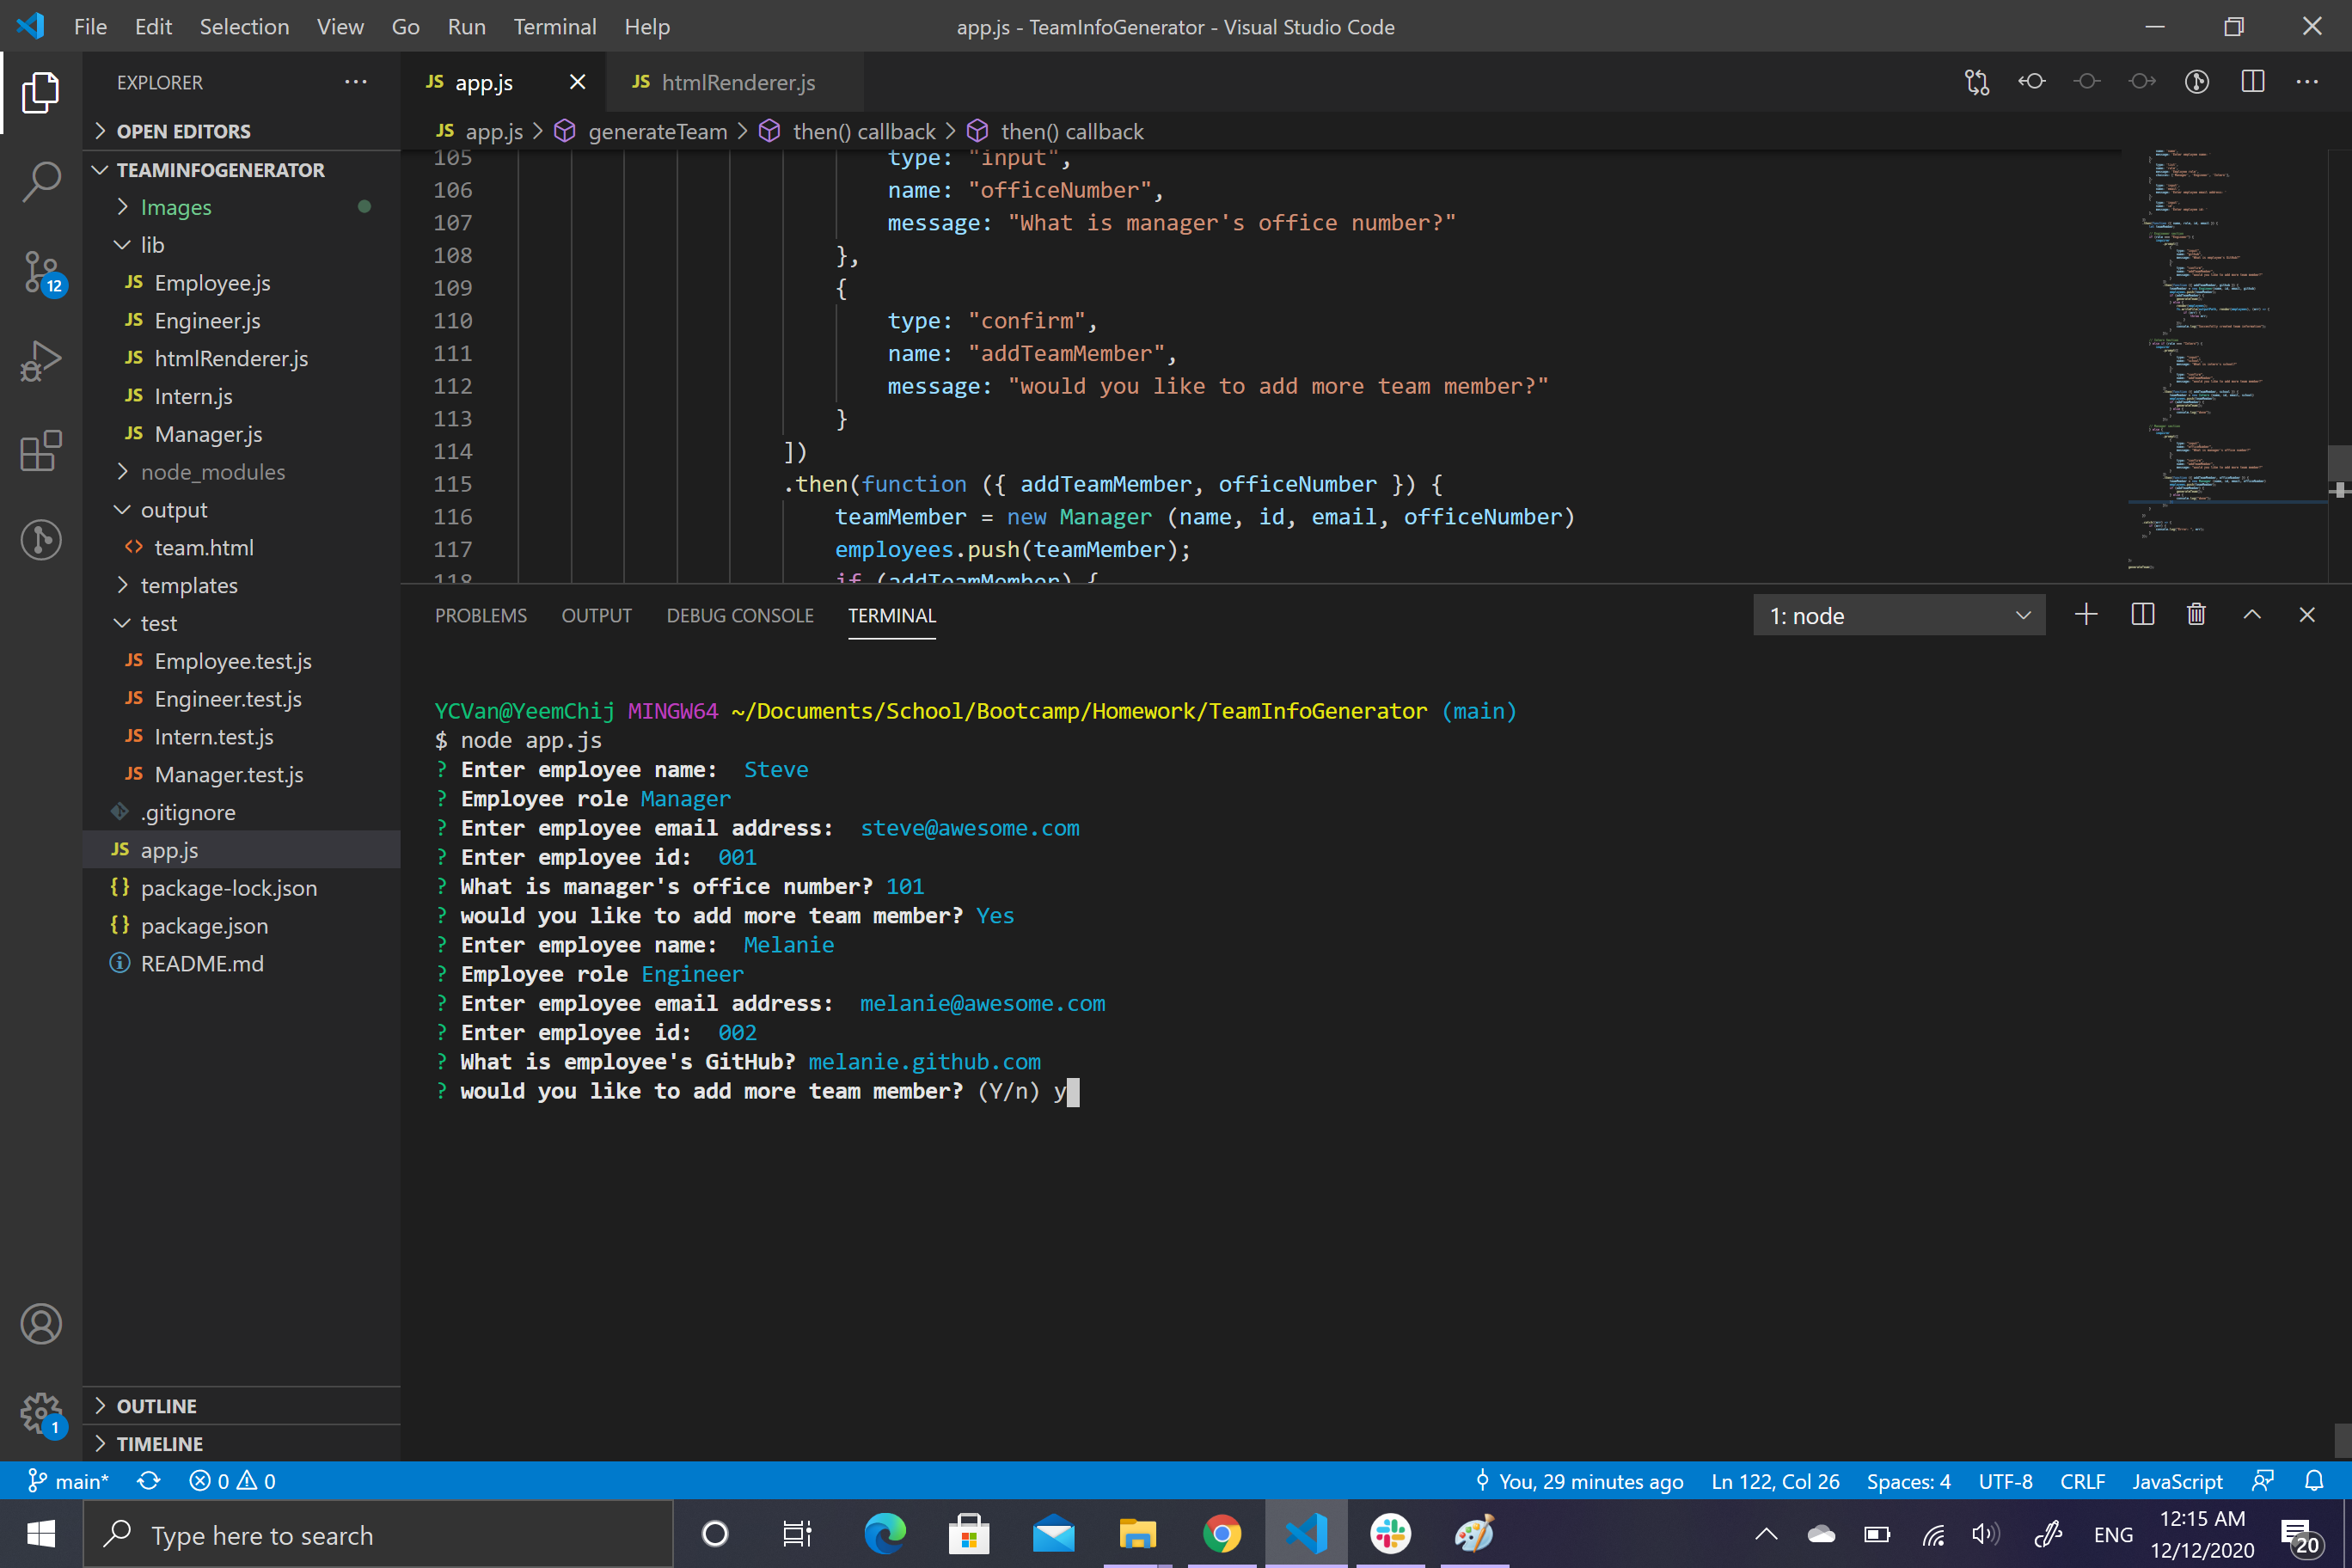 File Edit Selection View Go Run Terminal Help
app.js - TeamInfoGenerator - Visual Studio Code
EXPLORER
OPEN EDITORS
TEAMINFOGENERATOR
Images
lib
JS Employee.js
JS Engineer.js
JS htmlRenderer.js
JS Intern.js
JS Manager.js
node_modules
output
<> team.html
templates
test
JS Employee.test.js
JS Engineer.test.js
JS Intern.test.js
JS Manager.test.js
.gitignore
JS app.js
{} package-lock.json
{} package.json
README.md
OUTLINE
TIMELINE
12
1
JS app.js
JS htmlRenderer.js
JS app.js > generateTeam > then() callback > then() callback
105 type: "input",
106 name: "officeNumber",
107 message: "What is manager's office number?"
108 },
109 {
110 type: "confirm",
111 name: "addTeamMember",
112 message: "would you like to add more team member?"
113 }
114 ])
115 .then(function ({ addTeamMember, officeNumber }) {
116 teamMember = new Manager (name, id, email, officeNumber)
117 employees.push(teamMember);
118 if (addTeamMember) {
PROBLEMS OUTPUT DEBUG CONSOLE TERMINAL
1: node
YCVan@YeemChij MINGW64 ~/Documents/School/Bootcamp/Homework/TeamInfoGenerator (main)
$ node app.js
? Enter employee name:  Steve
? Employee role Manager
? Enter employee email address:  steve@awesome.com
? Enter employee id:  001
? What is manager's office number? 101
? would you like to add more team member? Yes
? Enter employee name:  Melanie
? Employee role Engineer
? Enter employee email address:  melanie@awesome.com
? Enter employee id:  002
? What is employee's GitHub? melanie.github.com
? would you like to add more team member? (Y/n) y
main* 0 0
You, 29 minutes ago Ln 122, Col 26 Spaces: 4 UTF-8 CRLF JavaScript
Type here to search
ENG
12:15 AM
12/12/2020
20